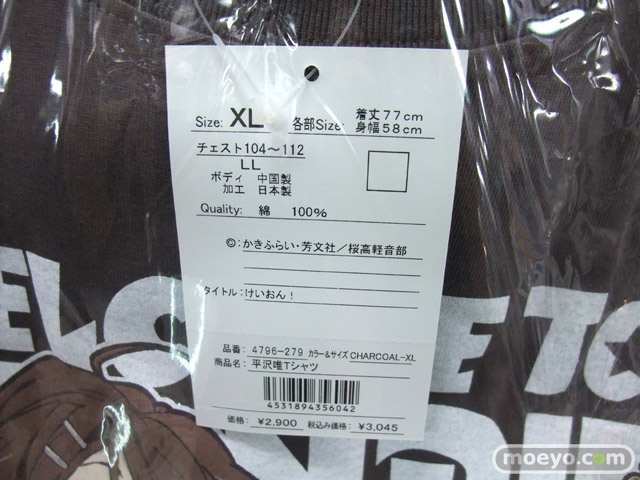 Size: XL 各部Size: 着丈77cm
身幅58cm
チェスト104～112
LL
ボディ 中国製
加工 日本製
Quality: 綿 100%
©: かきふらい・芳文社／桜高軽音部
タイトル: けいおん！
品番: 4796-279 カラー&サイズ CHARCOAL-XL
商品名: 平沢唯Tシャツ
4531894356042
価格: ¥2,900 税込み価格: ¥3,045
ELCOME TO
moeyo.com